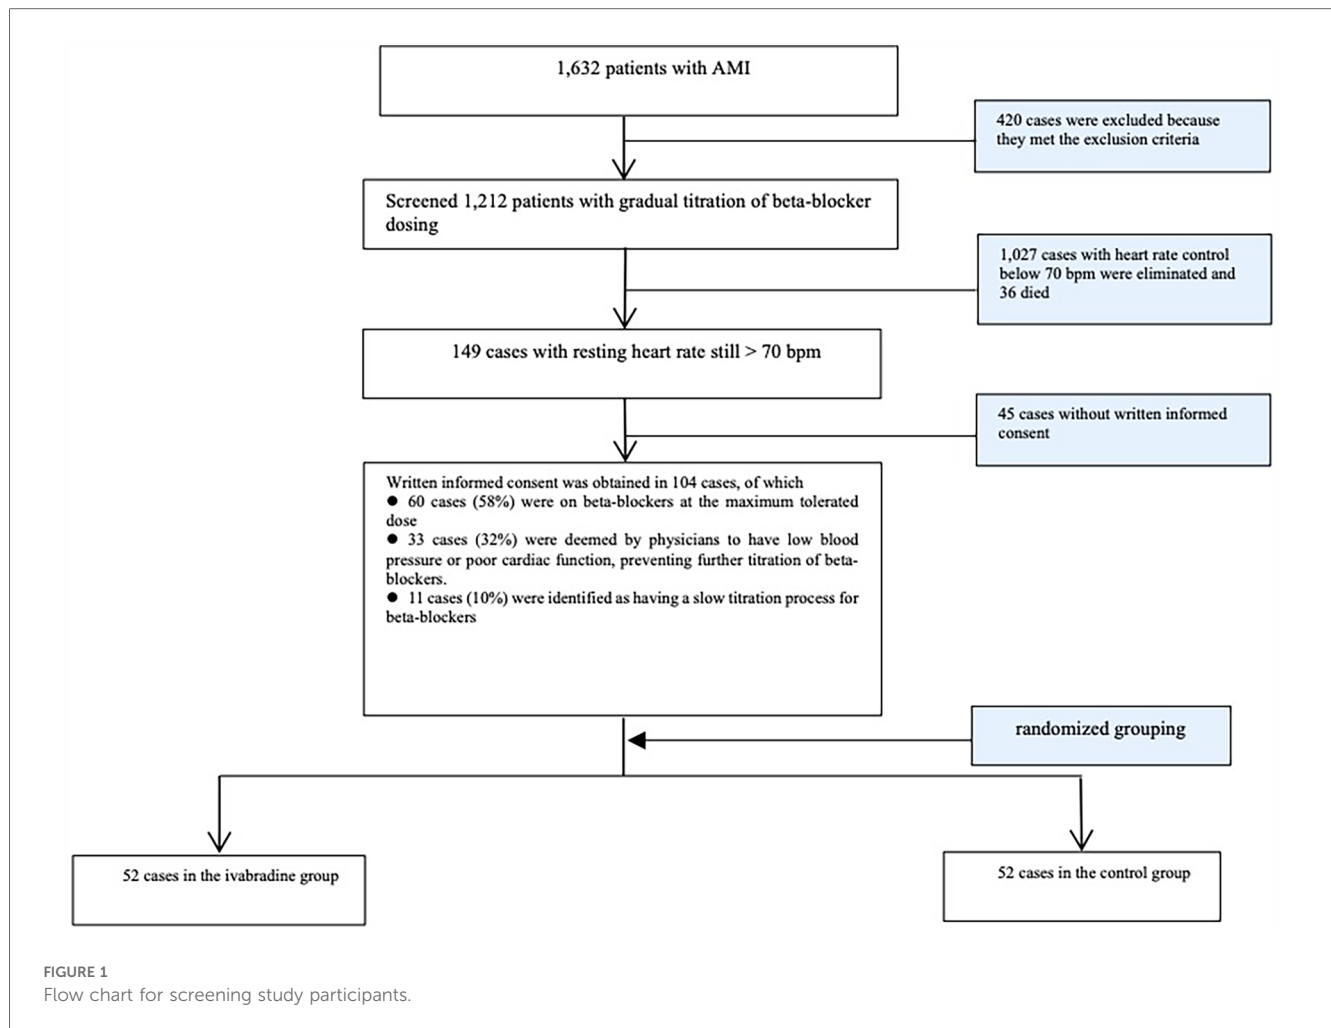 1,632 patients with AMI
420 cases were excluded because
they met the exclusion criteria
Screened 1,212 patients with gradual titration of beta-blocker
dosing
1,027 cases with heart rate control
below 70 bpm were eliminated and
36 died
149 cases with resting heart rate still > 70 bpm
45 cases without written informed
consent
Written informed consent was obtained in 104 cases, of which
● 60 cases (58%) were on beta-blockers at the maximum tolerated
dose
● 33 cases (32%) were deemed by physicians to have low blood
pressure or poor cardiac function, preventing further titration of beta-
blockers.
● 11 cases (10%) were identified as having a slow titration process for
beta-blockers
randomized grouping
52 cases in the ivabradine group
52 cases in the control group
FIGURE 1
Flow chart for screening study participants.